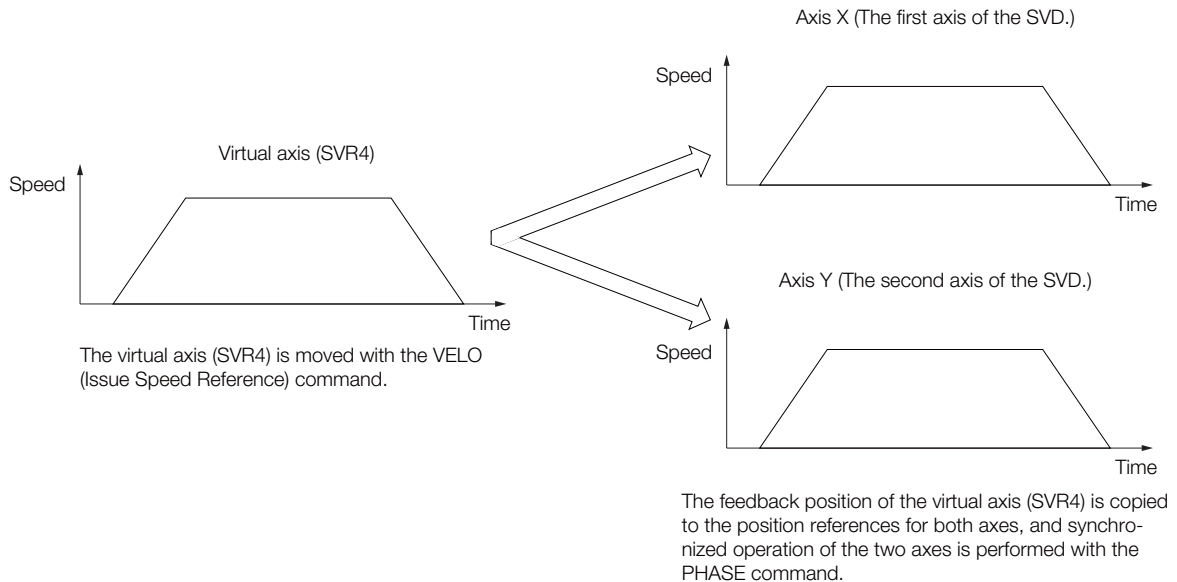 Virtual axis (SVR4)
Speed
Time
The virtual axis (SVR4) is moved with the VELO
(Issue Speed Reference) command.
Axis X (The first axis of the SVD.)
Speed
Time
Axis Y (The second axis of the SVD.)
Speed
Time
The feedback position of the virtual axis (SVR4) is copied
to the position references for both axes, and synchro-
nized operation of the two axes is performed with the
PHASE command.